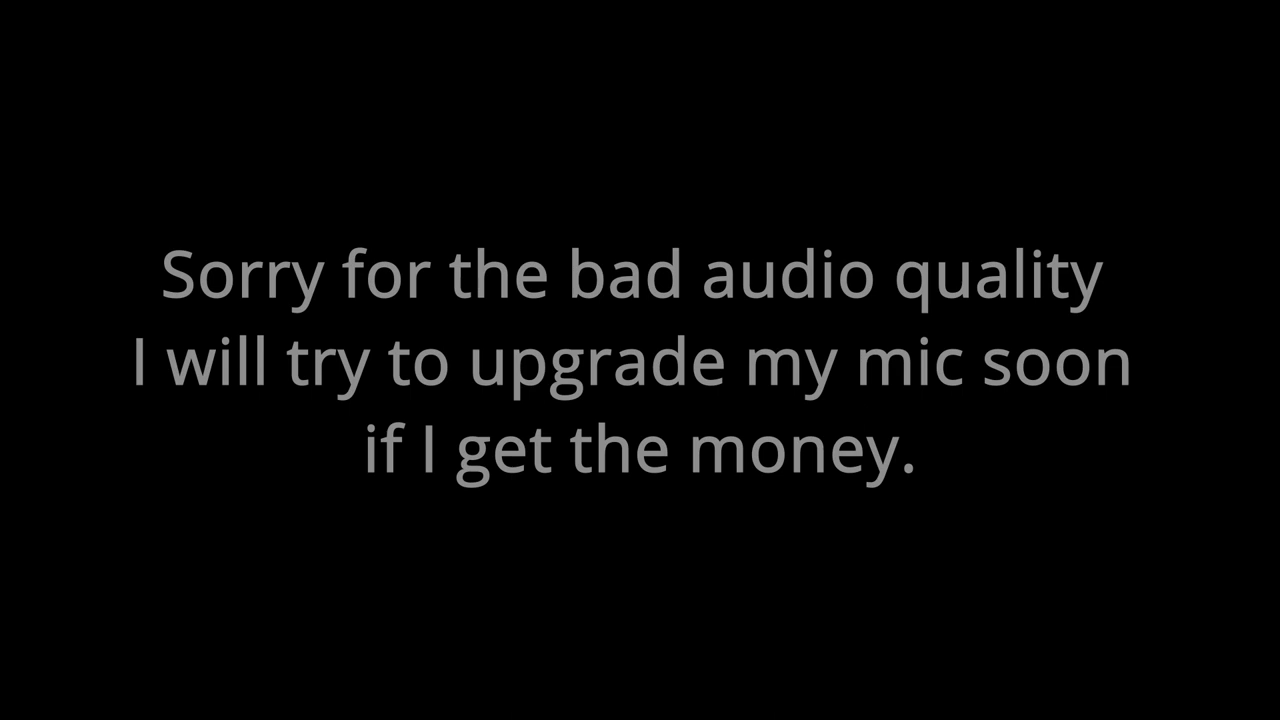 Sorry for the bad audio quality
I will try to upgrade my mic soon
if I get the money.